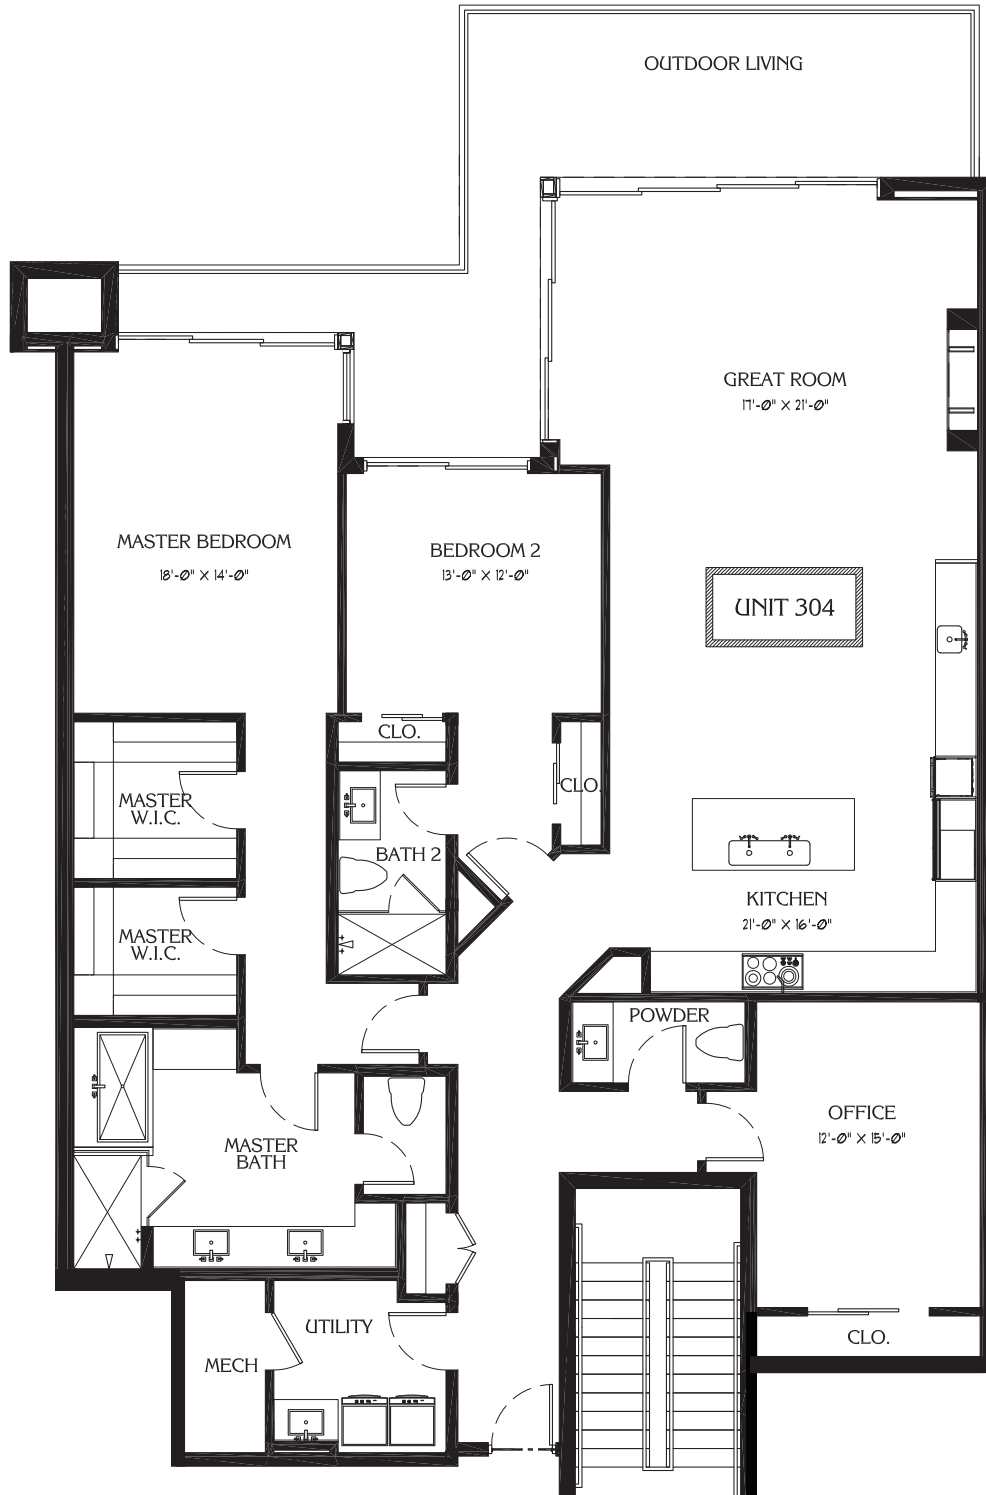 OUTDOOR LIVING
GREAT ROOM
17'-0" X 21'-0"
MASTER BEDROOM
18'-0" X 14'-0"
BEDROOM 2
13'-0" X 12'-0"
UNIT 304
CLO.
CLO.
MASTER
W.I.C.
BATH 2
KITCHEN
21'-0" X 16'-0"
MASTER
W.I.C.
POWDER
OFFICE
12'-0" X 15'-0"
MASTER
BATH
UTILITY
MECH
CLO.